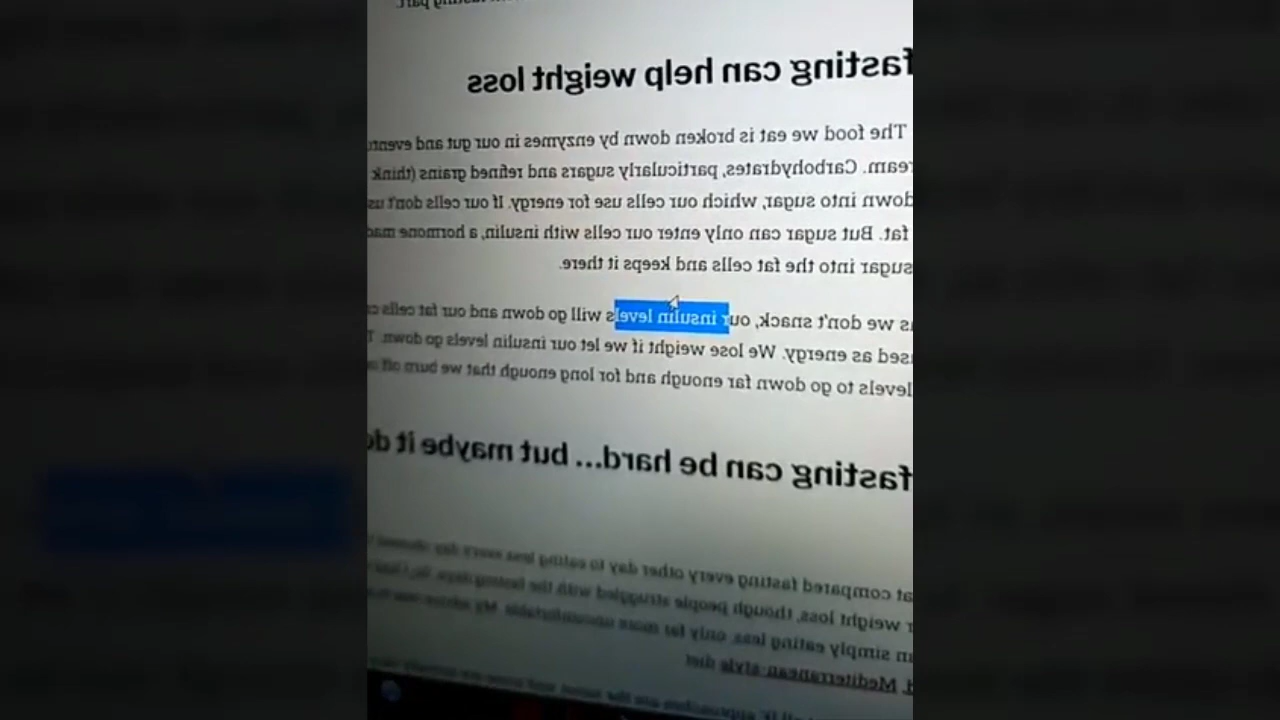 fasting can help weight loss
The food we eat is broken down by enzymes in our gut and
Carbohydrates, particularly sugars and refined grains (think
down into sugar, which our cells use for energy. If our cells don't
fat. But sugar can only enter our cells with insulin, a hormone
sugar into the fat cells and keeps it there.
as we don't snack, our insulin levels will go down and our fat cells
used as energy. We lose weight if we let our insulin levels go down.
levels to go down far enough and for long enough that we burn off
fasting can be hard... but maybe it
compared fasting every other day to eating less every day showed
weight loss, though people struggled with the fasting days. So,
simply eating less, only far more uncomfortable. My advice was
Mediterranean-style diet